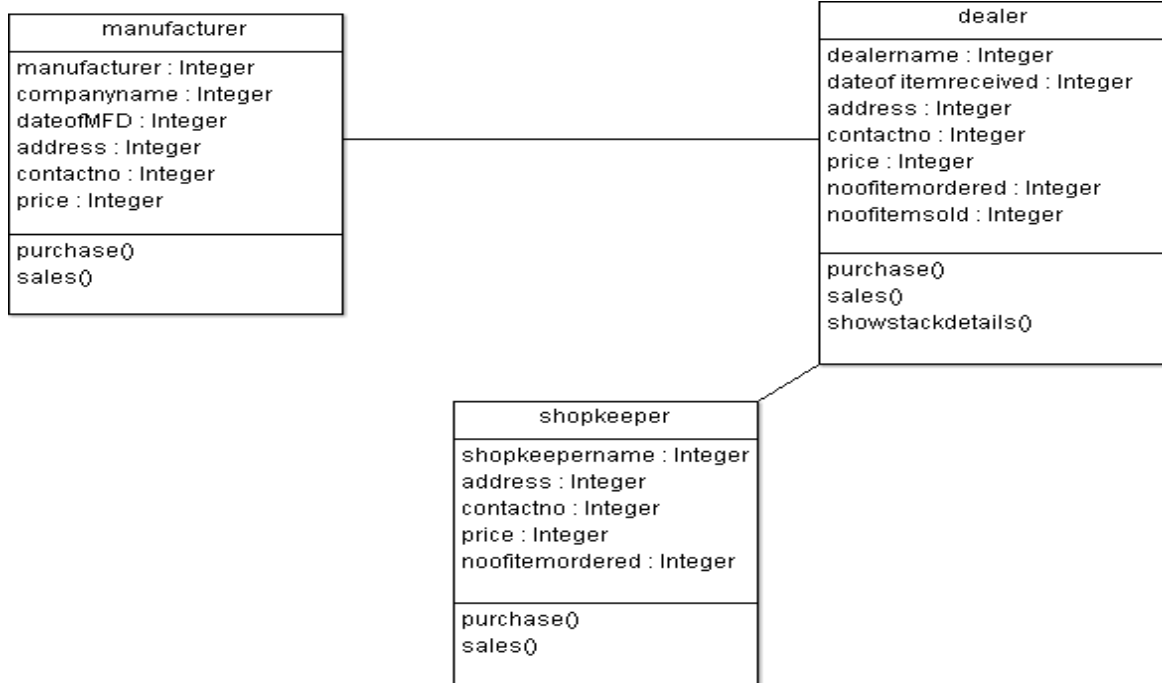 manufacturer
manufacturer : Integer
companyname : Integer
dateofMFD : Integer
address : Integer
contactno : Integer
price : Integer
purchase()
sales()
dealer
dealername : Integer
dateof itemreceived : Integer
address : Integer
contactno : Integer
price : Integer
noofitemordered : Integer
noofitemsold : Integer
purchase()
sales()
showstackdetails()
shopkeeper
shopkeepername : Integer
address : Integer
contactno : Integer
price : Integer
noofitemordered : Integer
purchase()
sales()